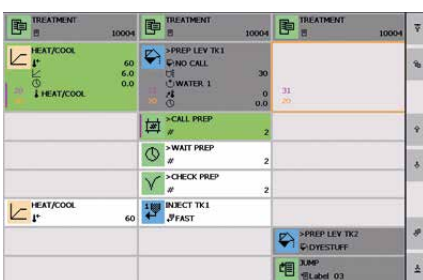 TREATMENT
10004
TREATMENT
10004
TREATMENT
10004
HEAT/COOL
60
6.0
0.0
HEAT/COOL
>PREP LEV TK1
NO CALL
30
WATER 1
0
0.0
31
20
>CALL PREP
2
>WAIT PREP
2
>CHECK PREP
2
HEAT/COOL
60
INJECT TK1
FAST
>PREP LEV TK2
DYESTUFF
JUMP
Label 03